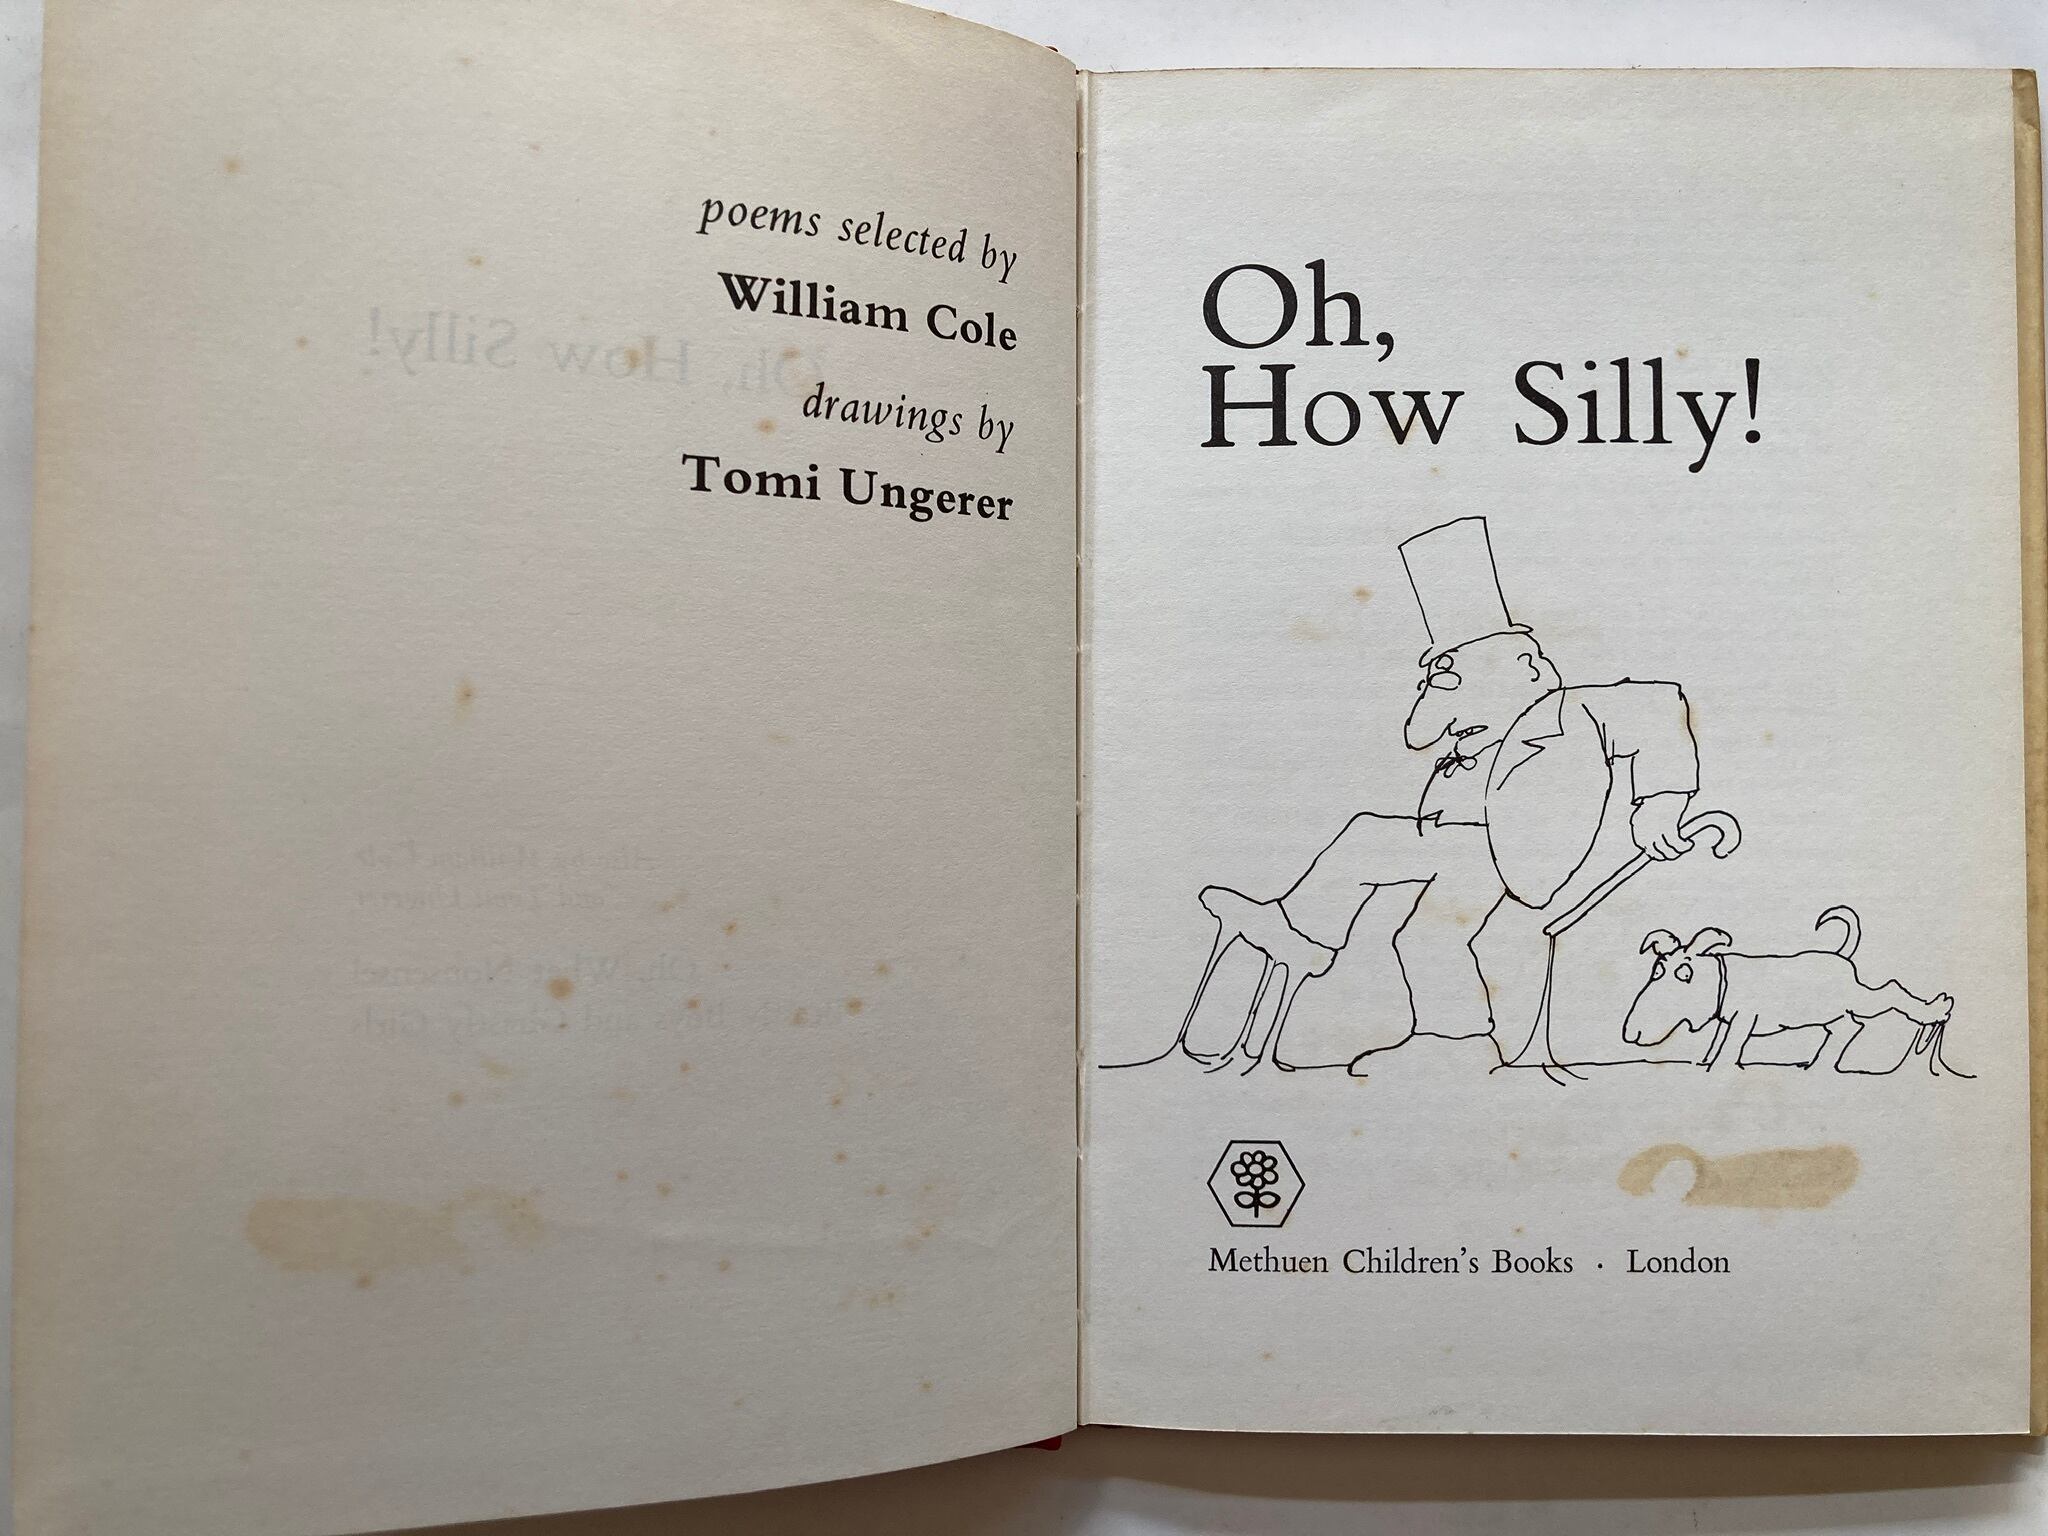 poems selected by
William Cole
drawings by
Tomi Ungerer
Oh,
How Silly!
Methuen Children's Books · London